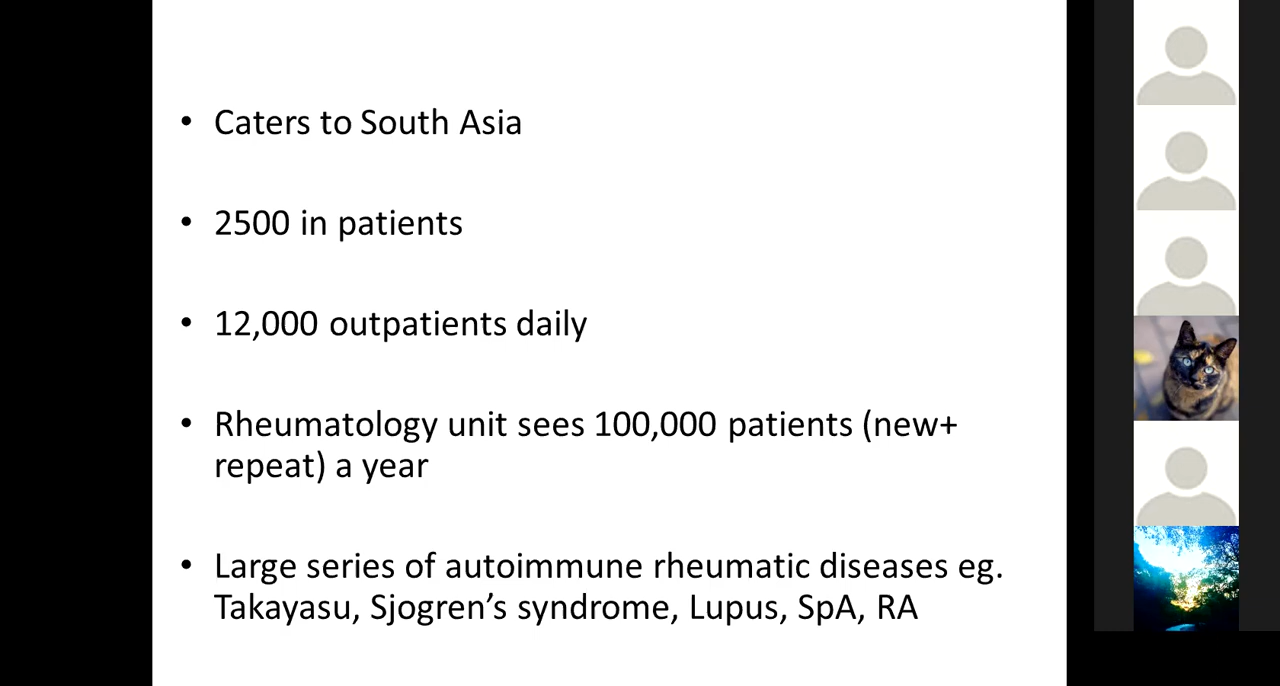 • Caters to South Asia
• 2500 in patients
• 12,000 outpatients daily
• Rheumatology unit sees 100,000 patients (new+
repeat) a year
• Large series of autoimmune rheumatic diseases eg.
Takayasu, Sjogren’s syndrome, Lupus, SpA, RA